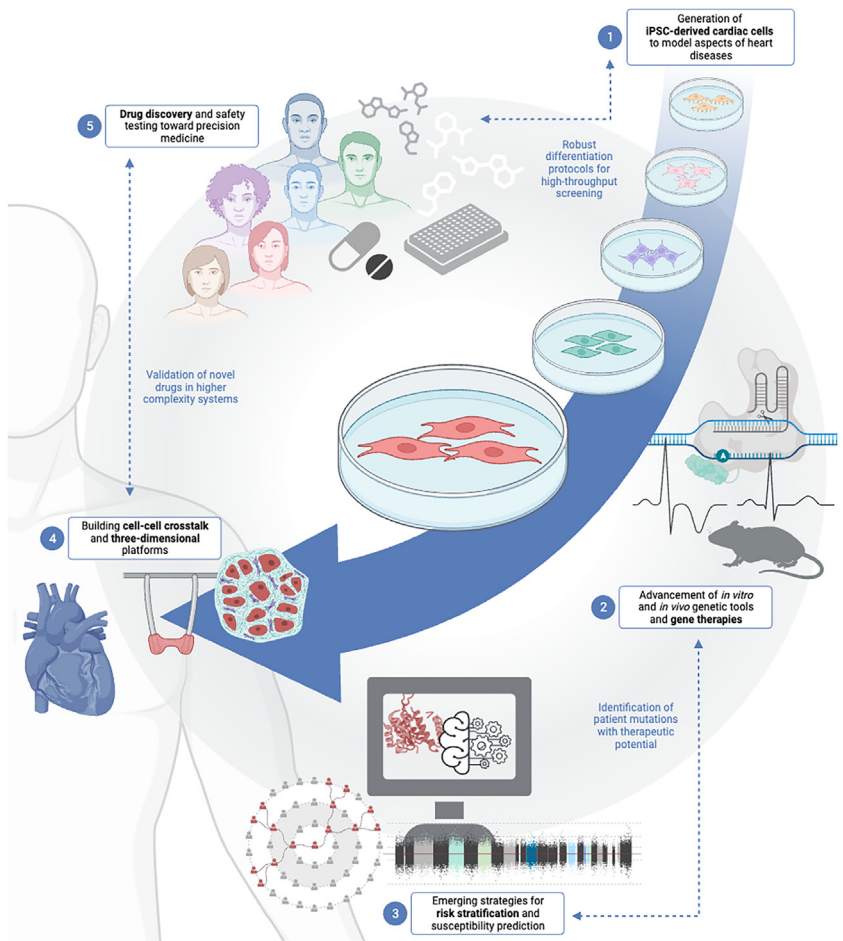 1
Generation of
iPSC-derived cardiac cells
to model aspects of heart
diseases
5
Drug discovery and safety
testing toward precision
medicine
Robust
differentiation
protocols for
high-throughput
screening
Validation of novel
drugs in higher
complexity systems
A
4
Building cell-cell crosstalk
and three-dimensional
platforms
2
Advancement of in vitro
and in vivo genetic tools
and gene therapies
Identification of
patient mutations
with therapeutic
potential
3
Emerging strategies for
risk stratification and
susceptibility prediction